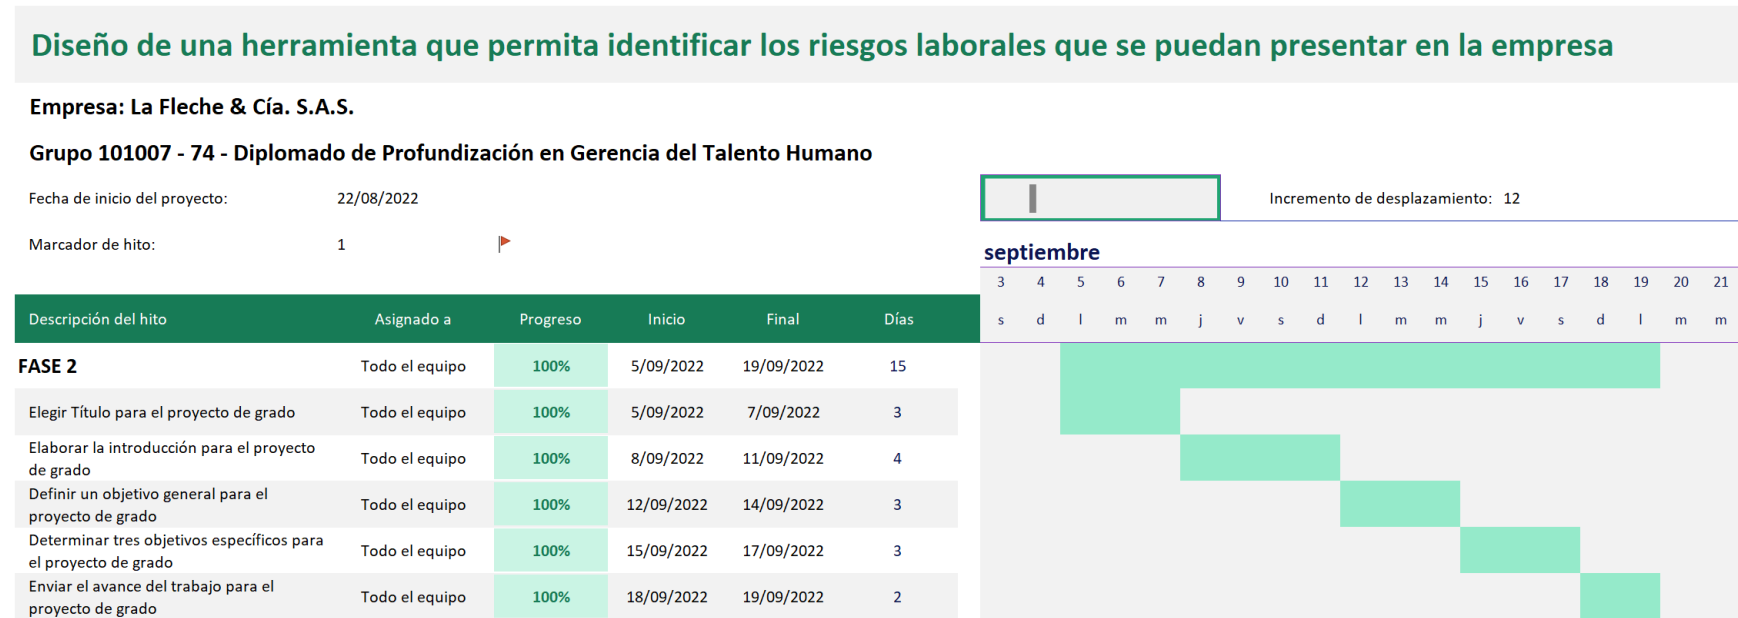 Diseño de una herramienta que permita identificar los riesgos laborales que se puedan presentar en la empresa
Empresa: La Fleche & Cía. S.A.S.
Grupo 101007 - 74 - Diplomado de Profundización en Gerencia del Talento Humano
Fecha de inicio del proyecto: 22/08/2022
Incremento de desplazamiento: 12
Marcador de hito: 1
septiembre
3 4 5 6 7 8 9 10 11 12 13 14 15 16 17 18 19 20 21
s d l m m j v s d l m m j v s d l m m
Descripción del hito Asignado a Progreso Inicio Final Días
FASE 2 Todo el equipo 100% 5/09/2022 19/09/2022 15
Elegir Título para el proyecto de grado Todo el equipo 100% 5/09/2022 7/09/2022 3
Elaborar la introducción para el proyecto
de grado Todo el equipo 100% 8/09/2022 11/09/2022 4
Definir un objetivo general para el
proyecto de grado Todo el equipo 100% 12/09/2022 14/09/2022 3
Determinar tres objetivos específicos para
el proyecto de grado Todo el equipo 100% 15/09/2022 17/09/2022 3
Enviar el avance del trabajo para el
proyecto de grado Todo el equipo 100% 18/09/2022 19/09/2022 2